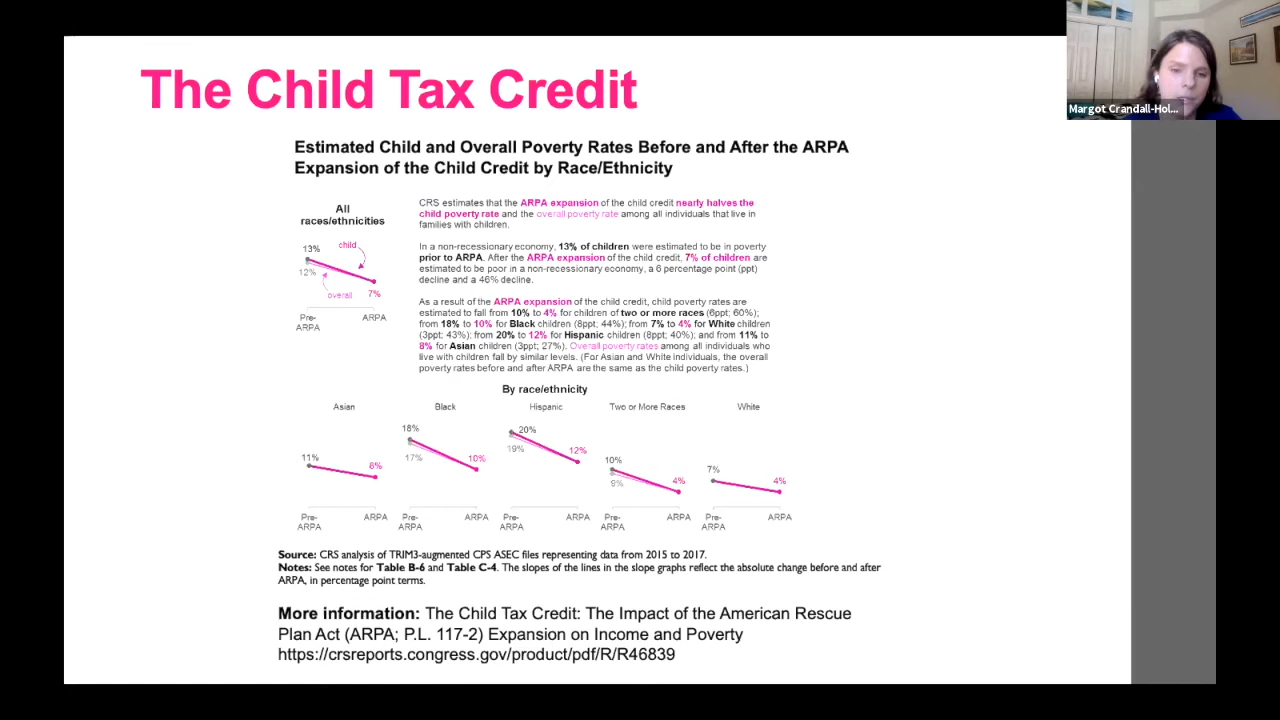 The Child Tax Credit
Margot Crandall-Hol...
Estimated Child and Overall Poverty Rates Before and After the ARPA
Expansion of the Child Credit by Race/Ethnicity
All
races/ethnicities
13%
child
12%
overall
7%
Pre-
ARPA
ARPA
CRS estimates that the ARPA expansion of the child credit nearly halves the
child poverty rate and the overall poverty rate among all individuals that live in
families with children.
In a non-recessionary economy, 13% of children were estimated to be in poverty
prior to ARPA. After the ARPA expansion of the child credit, 7% of children are
estimated to be poor in a non-recessionary economy, a 6 percentage point (ppt)
decline and a 46% decline.
As a result of the ARPA expansion of the child credit, child poverty rates are
estimated to fall from 10% to 4% for children of two or more races (6ppt; 60%);
from 18% to 10% for Black children (8ppt; 44%); from 7% to 4% for White children
(3ppt; 43%); from 20% to 12% for Hispanic children (8ppt; 40%); and from 11% to
8% for Asian children (3ppt; 27%). Overall poverty rates among all individuals who
live with children fall by similar levels. (For Asian and White individuals, the overall
poverty rates before and after ARPA are the same as the child poverty rates.)
By race/ethnicity
Asian
11%
8%
Pre-
ARPA
ARPA
Black
18%
17%
10%
Pre-
ARPA
ARPA
Hispanic
20%
19%
12%
Pre-
ARPA
ARPA
Two or More Races
10%
9%
4%
Pre-
ARPA
ARPA
White
7%
4%
Pre-
ARPA
ARPA
Source: CRS analysis of TRIM3-augmented CPS ASEC files representing data from 2015 to 2017.
Notes: See notes for Table B-6 and Table C-4. The slopes of the lines in the slope graphs reflect the absolute change before and after
ARPA, in percentage point terms.
More information: The Child Tax Credit: The Impact of the American Rescue
Plan Act (ARPA; P.L. 117-2) Expansion on Income and Poverty
https://crsreports.congress.gov/product/pdf/R/R46839